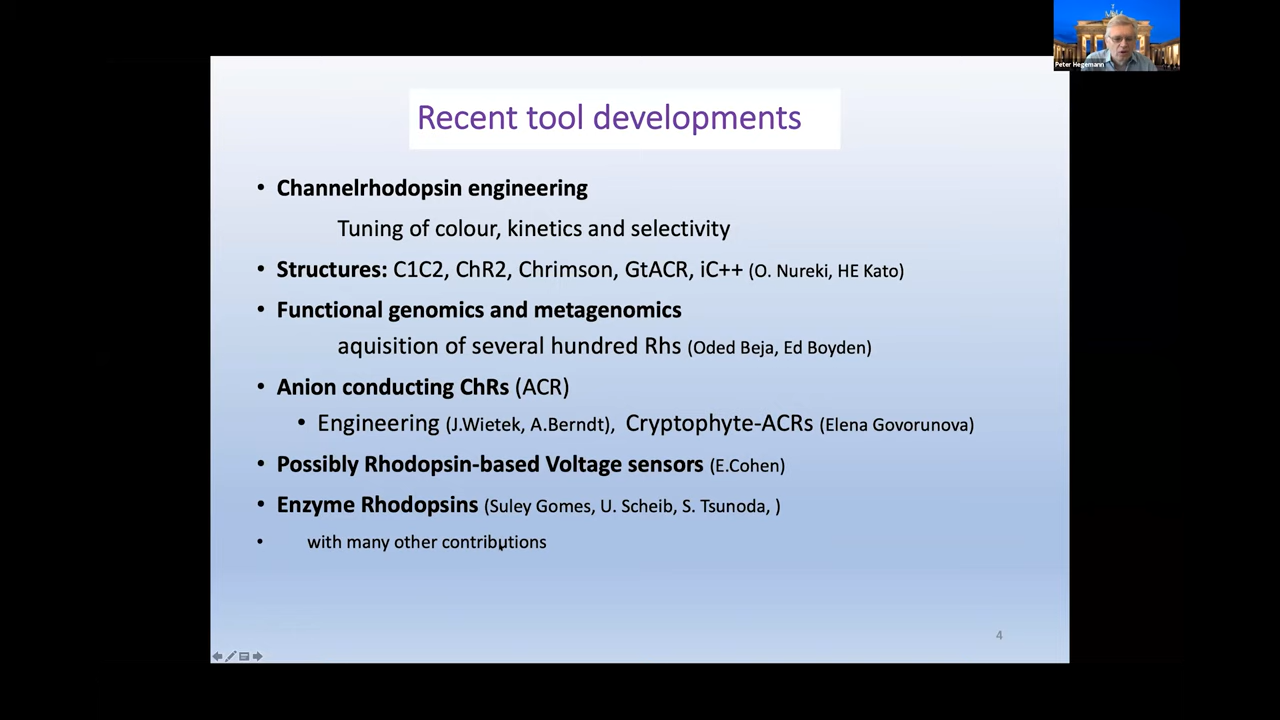 Peter Hegemann
Recent tool developments
• Channelrhodopsin engineering
Tuning of colour, kinetics and selectivity
• Structures: C1C2, ChR2, Chrimson, GtACR, iC++ (O. Nureki, HE Kato)
• Functional genomics and metagenomics
aquisition of several hundred Rhs (Oded Beja, Ed Boyden)
• Anion conducting ChRs (ACR)
• Engineering (J.Wietek, A.Berndt), Cryptophyte-ACRs (Elena Govorunova)
• Possibly Rhodopsin-based Voltage sensors (E.Cohen)
• Enzyme Rhodopsins (Suley Gomes, U. Scheib, S. Tsunoda, )
• with many other contributions
4